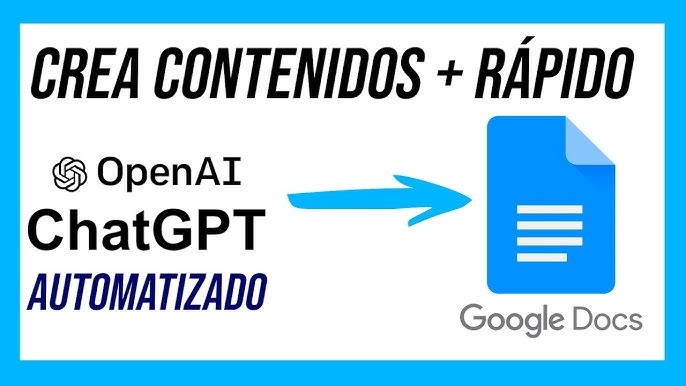 CREA CONTENIDOS + RÁPIDO
OpenAI
ChatGPT
AUTOMATIZADO
Google Docs